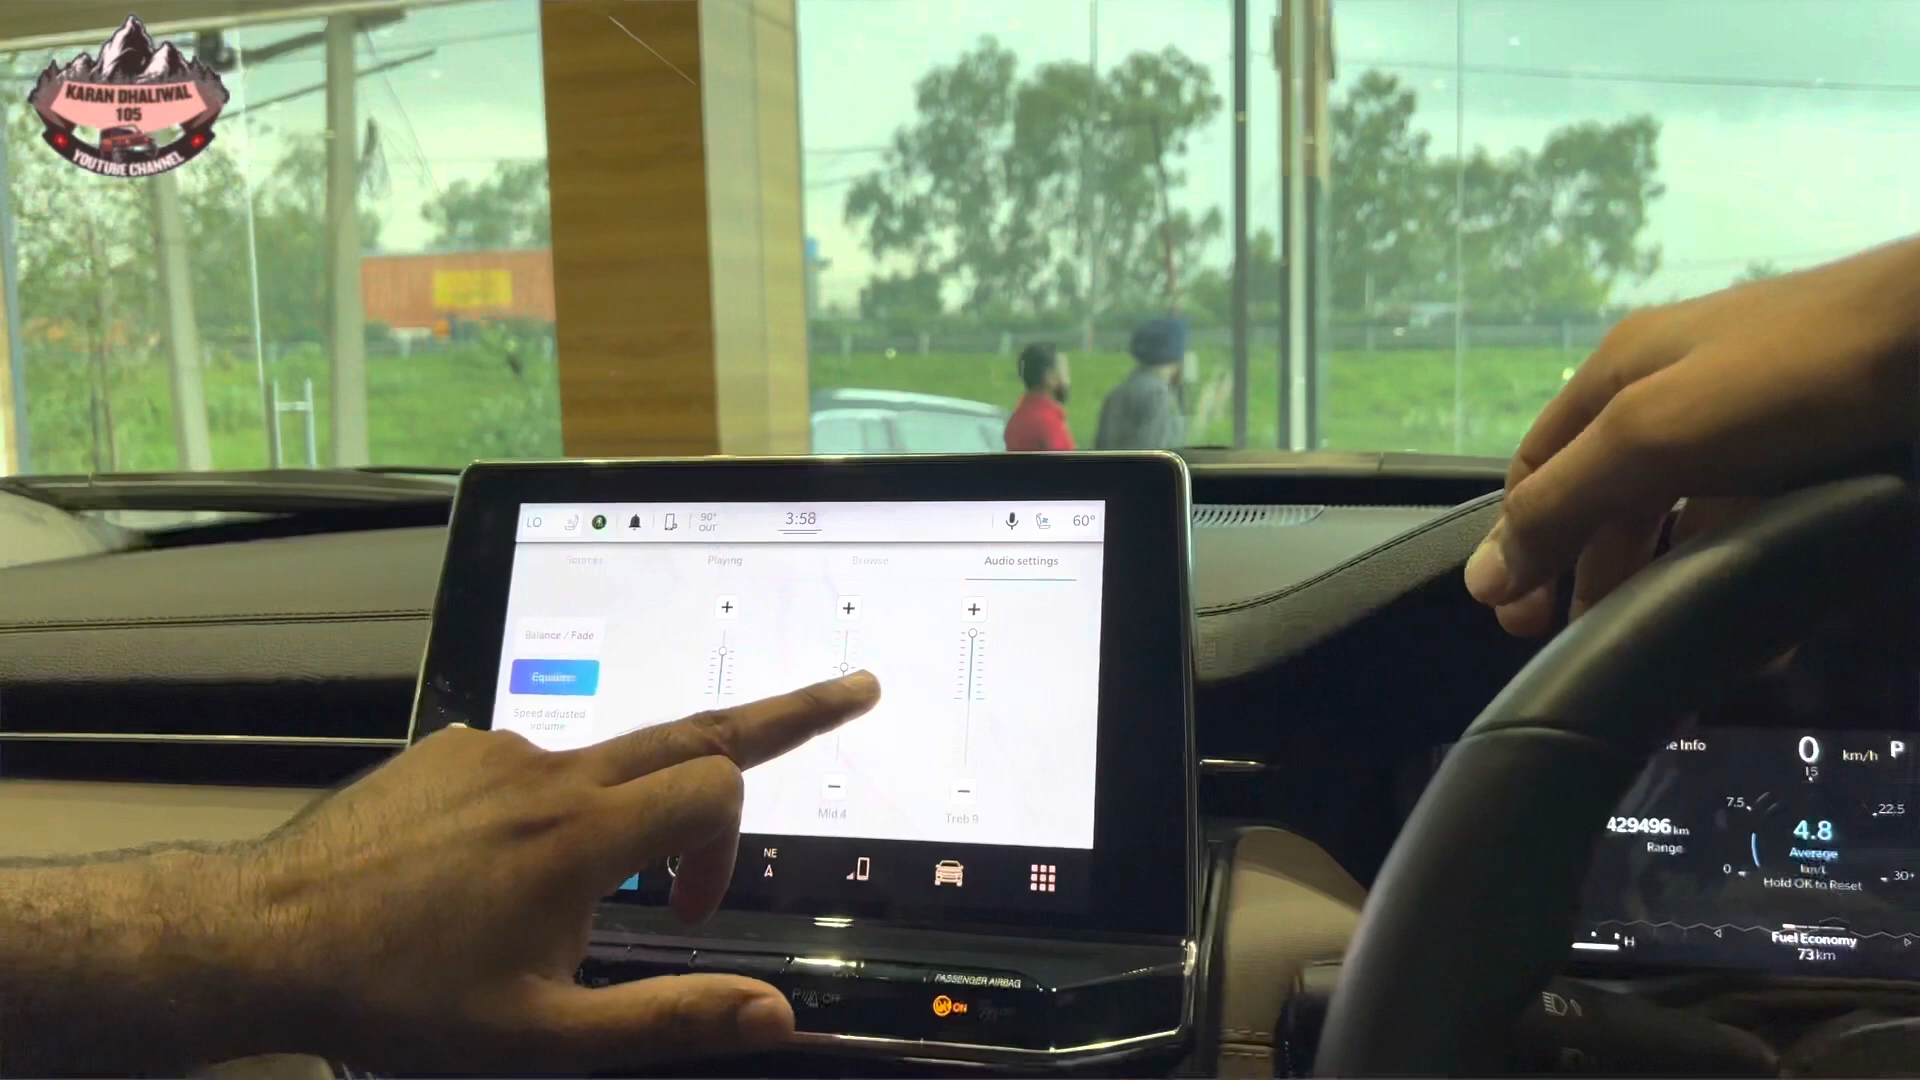 KARAN DHALIWAL
105
YOUTUBE CHANNEL
LO
90°
OUT
3:58
60°
Sources
Playing
Browse
Audio settings
Balance / Fade
Equalizer
Speed adjusted
volume
Mid 4
Treb 9
NE
PASSENGER AIRBAG
OFF
ON
e Info
0 km/h P
15
7.5
22.5
429496 km
Range
4.8
Average
km/L
0
30+
Hold OK to Reset
H
Fuel Economy
73 km